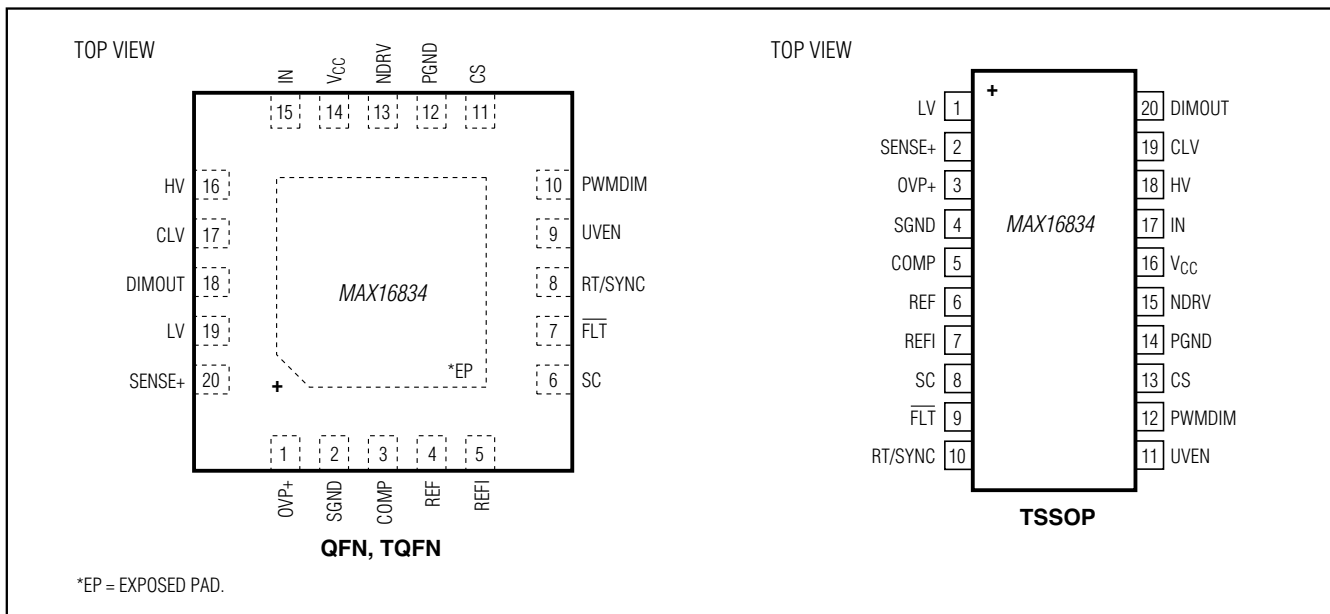 TOP VIEW
IN
VCC
NDRV
PGND
CS
15
14
13
12
11
HV 16
10 PWMDIM
CLV 17
9 UVEN
DIMOUT 18
MAX16834
8 RT/SYNC
LV 19
7 FLT
SENSE+ 20
*EP
6 SC
+
1
2
3
4
5
OVP+
SGND
COMP
REF
REFI
QFN, TQFN
*EP = EXPOSED PAD.
TOP VIEW
+
LV 1
20 DIMOUT
SENSE+ 2
19 CLV
OVP+ 3
18 HV
SGND 4
MAX16834
17 IN
COMP 5
16 VCC
REF 6
15 NDRV
REFI 7
14 PGND
SC 8
13 CS
FLT 9
12 PWMDIM
RT/SYNC 10
11 UVEN
TSSOP